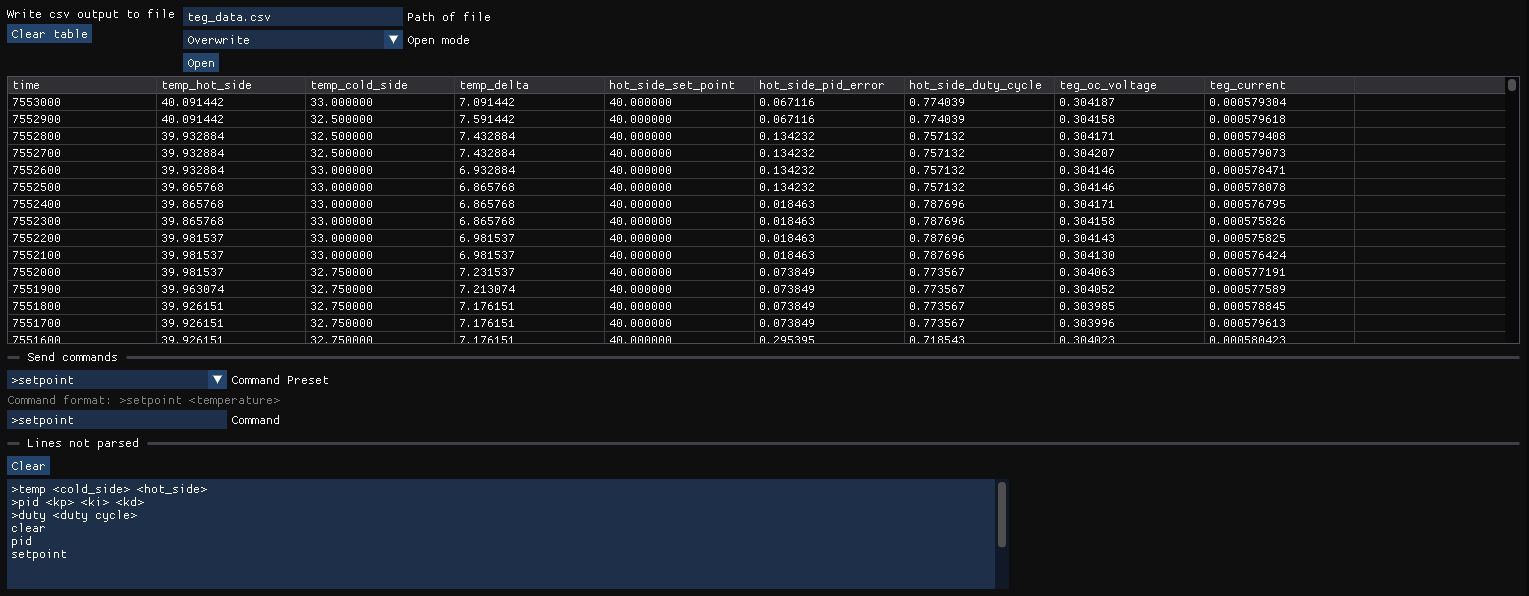 Write csv output to file teg_data.csv Path of file
Clear table Overwrite Open mode
Open
time temp_hot_side temp_cold_side temp_delta hot_side_set_point hot_side_pid_error hot_side_duty_cycle teg_oc_voltage teg_current
7553000 40.091442 33.000000 7.091442 40.000000 0.067116 0.774039 0.304187 0.000579304
7552900 40.091442 32.500000 7.591442 40.000000 0.067116 0.774039 0.304158 0.000579618
7552800 39.932884 32.500000 7.432884 40.000000 0.134232 0.757132 0.304171 0.000579408
7552700 39.932884 32.500000 7.432884 40.000000 0.134232 0.757132 0.304207 0.000579073
7552600 39.932884 33.000000 6.932884 40.000000 0.134232 0.757132 0.304146 0.000578471
7552500 39.865768 33.000000 6.865768 40.000000 0.134232 0.757132 0.304146 0.000578078
7552400 39.865768 33.000000 6.865768 40.000000 0.018463 0.787696 0.304171 0.000576795
7552300 39.865768 33.000000 6.865768 40.000000 0.018463 0.787696 0.304158 0.000575826
7552200 39.981537 33.000000 6.981537 40.000000 0.018463 0.787696 0.304143 0.000575825
7552100 39.981537 33.000000 6.981537 40.000000 0.018463 0.787696 0.304130 0.000576424
7552000 39.981537 32.750000 7.231537 40.000000 0.073849 0.773567 0.304063 0.000577191
7551900 39.963074 32.750000 7.213074 40.000000 0.073849 0.773567 0.304052 0.000577589
7551800 39.926151 32.750000 7.176151 40.000000 0.073849 0.773567 0.303985 0.000578845
7551700 39.926151 32.750000 7.176151 40.000000 0.073849 0.773567 0.303996 0.000579613
7551600 39.926151 32.750000 7.176151 40.000000 0.295395 0.718543 0.304023 0.000580423
Send commands
>setpoint Command Preset
Command format: >setpoint <temperature>
>setpoint Command
Lines not parsed
Clear
>temp <cold_side> <hot_side>
>pid <kp> <ki> <kd>
>duty <duty cycle>
clear
pid
setpoint